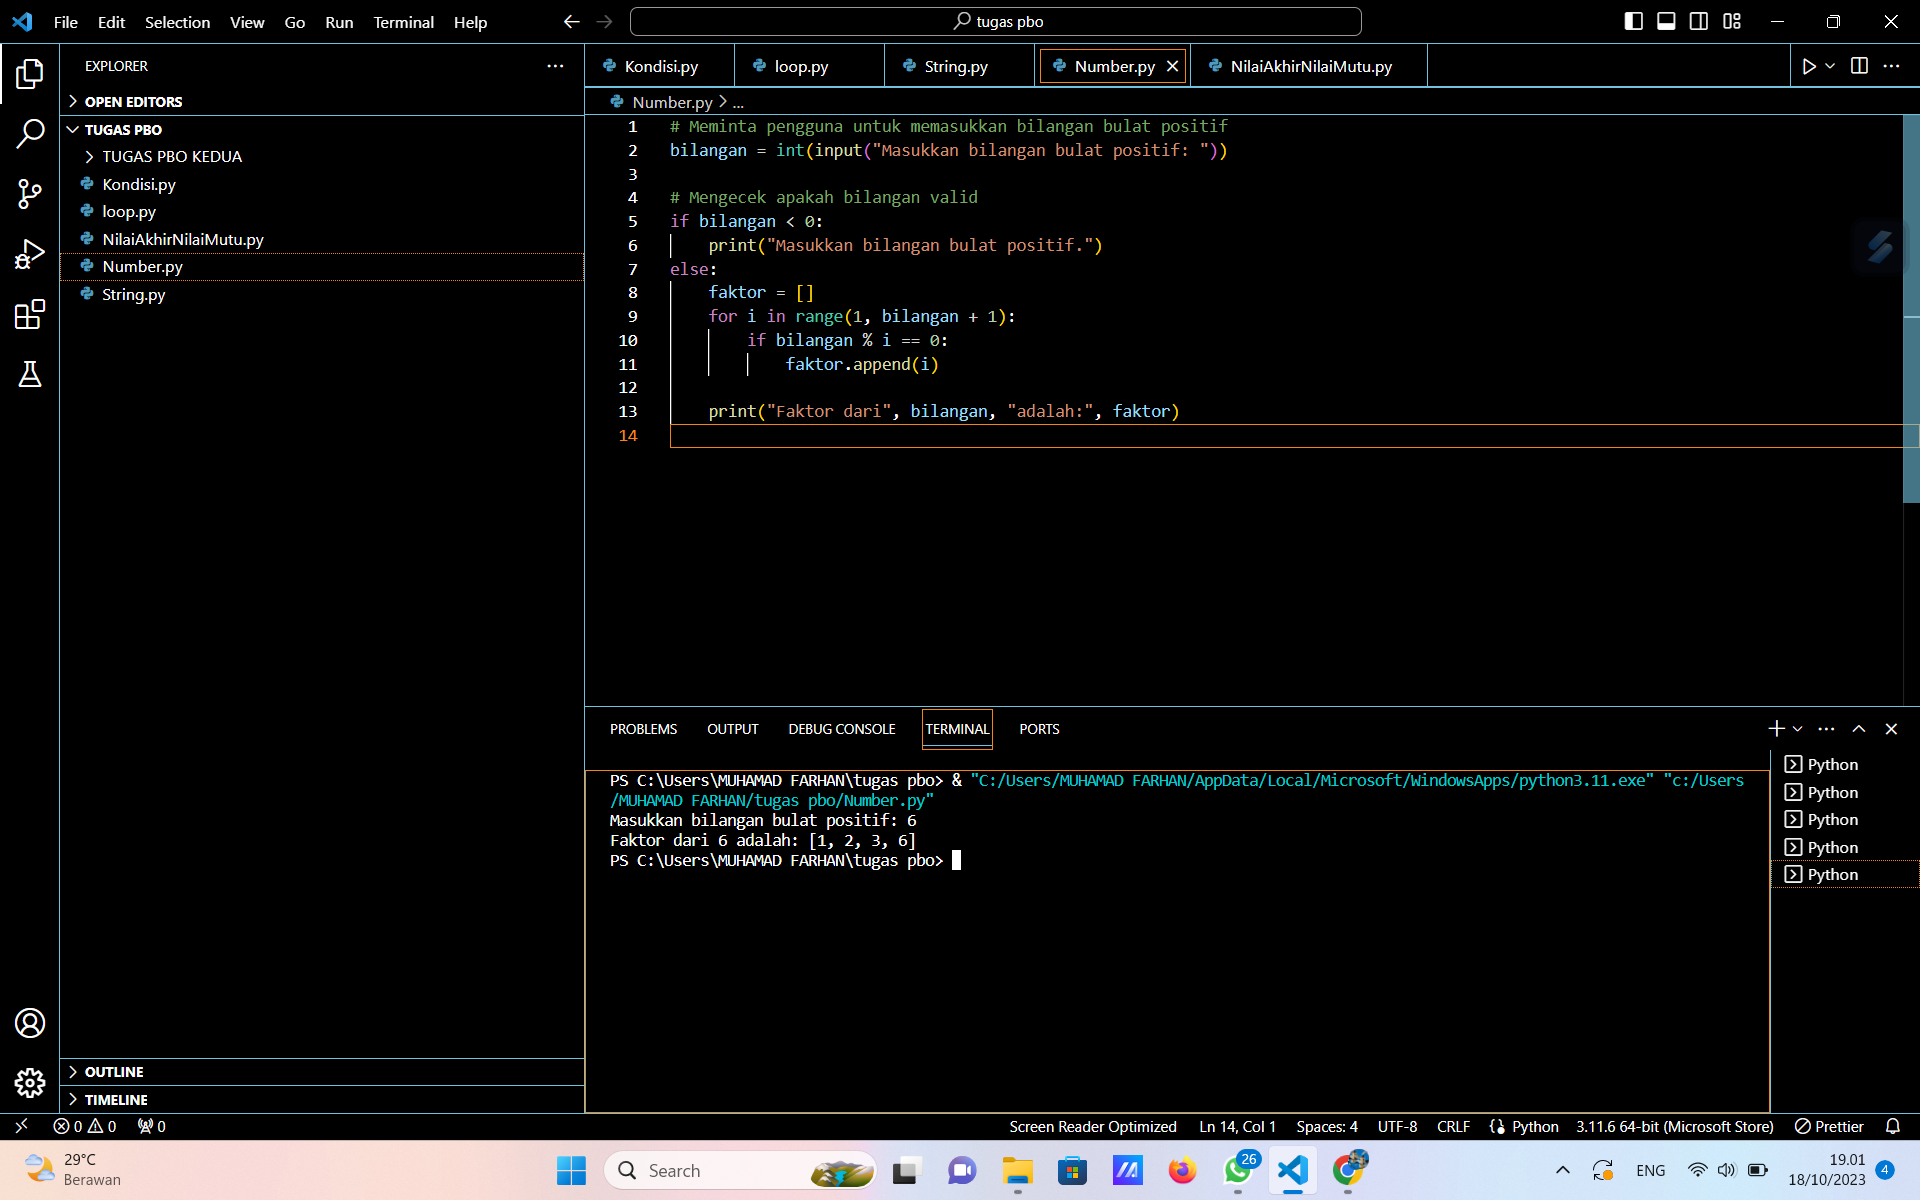 File Edit Selection View Go Run Terminal Help
tugas pbo
EXPLORER
OPEN EDITORS
TUGAS PBO
TUGAS PBO KEDUA
Kondisi.py
loop.py
NilaiAkhirNilaiMutu.py
Number.py
String.py
OUTLINE
TIMELINE
Kondisi.py loop.py String.py Number.py NilaiAkhirNilaiMutu.py
Number.py > ...
1 # Meminta pengguna untuk memasukkan bilangan bulat positif
2 bilangan = int(input("Masukkan bilangan bulat positif: "))
3
4 # Mengecek apakah bilangan valid
5 if bilangan < 0:
6     print("Masukkan bilangan bulat positif.")
7 else:
8     faktor = []
9     for i in range(1, bilangan + 1):
10         if bilangan % i == 0:
11             faktor.append(i)
12
13     print("Faktor dari", bilangan, "adalah:", faktor)
14
PROBLEMS OUTPUT DEBUG CONSOLE TERMINAL PORTS
PS C:\Users\MUHAMAD FARHAN\tugas pbo> & "C:/Users/MUHAMAD FARHAN/AppData/Local/Microsoft/WindowsApps/python3.11.exe" "c:/Users
/MUHAMAD FARHAN/tugas pbo/Number.py"
Masukkan bilangan bulat positif: 6
Faktor dari 6 adalah: [1, 2, 3, 6]
PS C:\Users\MUHAMAD FARHAN\tugas pbo>
Python
Python
Python
Python
Python
0 0 0 Screen Reader Optimized Ln 14, Col 1 Spaces: 4 UTF-8 CRLF Python 3.11.6 64-bit (Microsoft Store) Prettier
29°C
Berawan
Search
26
ENG
19.01
18/10/2023
4